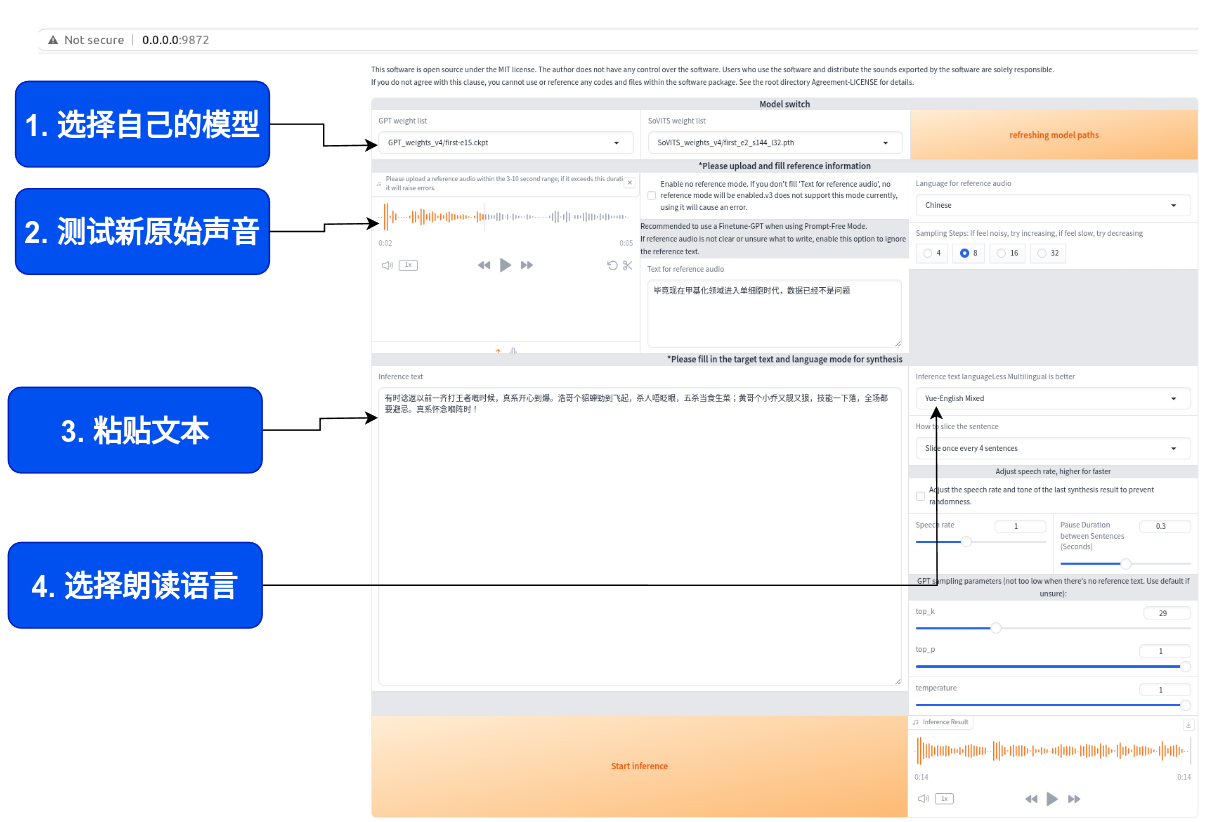 Not secure
0.0.0.0:9872
This software is open source under the MIT license. The author does not have any control over the software. Users who use the software and distribute the sounds exported by the software are solely responsible.
If you do not agree with this clause, you cannot use or reference any codes and files within the software package. See the root directory Agreement-LICENSE for details.
1. 选择自己的模型
Model switch
GPT weight list
GPT_weights_v4/first-e15.ckpt
SoVITS weight list
SoVITS_weights_v4/first_e2_s144_l32.pth
refreshing model paths
*Please upload and fill reference information
2. 测试新原始声音
Please upload a reference audio within the 3-10 second range; if it exceeds this durati
it will raise errors.
0:02
0:05
1x
Enable no reference mode. If you don't fill 'Text for reference audio', no
reference mode will be enabled.v3 does not support this mode currently,
using it will cause an error.
Recommended to use a Finetune-GPT when using Prompt-Free Mode.
If reference audio is not clear or unsure what to write, enable this option to ignore
the reference text.
Text for reference audio
毕竟现在甲基化领域进入单细胞时代，数据已经不是问题
Language for reference audio
Chinese
Sampling Steps: If feel noisy, try increasing, if feel slow, try decreasing
4
8
16
32
*Please fill in the target text and language mode for synthesis
3. 粘贴文本
Inference text
有时谂返以前一齐打王者嘅时候，真系开心到爆。浩哥个貂蝉劲到飞起，杀人唔眨眼，五杀当食生菜；黄哥个小乔又靓又狠，技能一下落，全场都
要避忌。真系怀念嗰阵时！
Inference text languageLess Multilingual is better
Yue-English Mixed
How to slice the sentence
Slice once every 4 sentences
Adjust speech rate, higher for faster
Adjust the speech rate and tone of the last synthesis result to prevent
randomness.
Speech rate
1
Pause Duration
between Sentences
(Seconds)
0.3
4. 选择朗读语言
GPT sampling parameters (not too low when there's no reference text. Use default if
unsure):
top_k
29
top_p
1
temperature
1
Start inference
Inference Result
0:14
0:14
1x